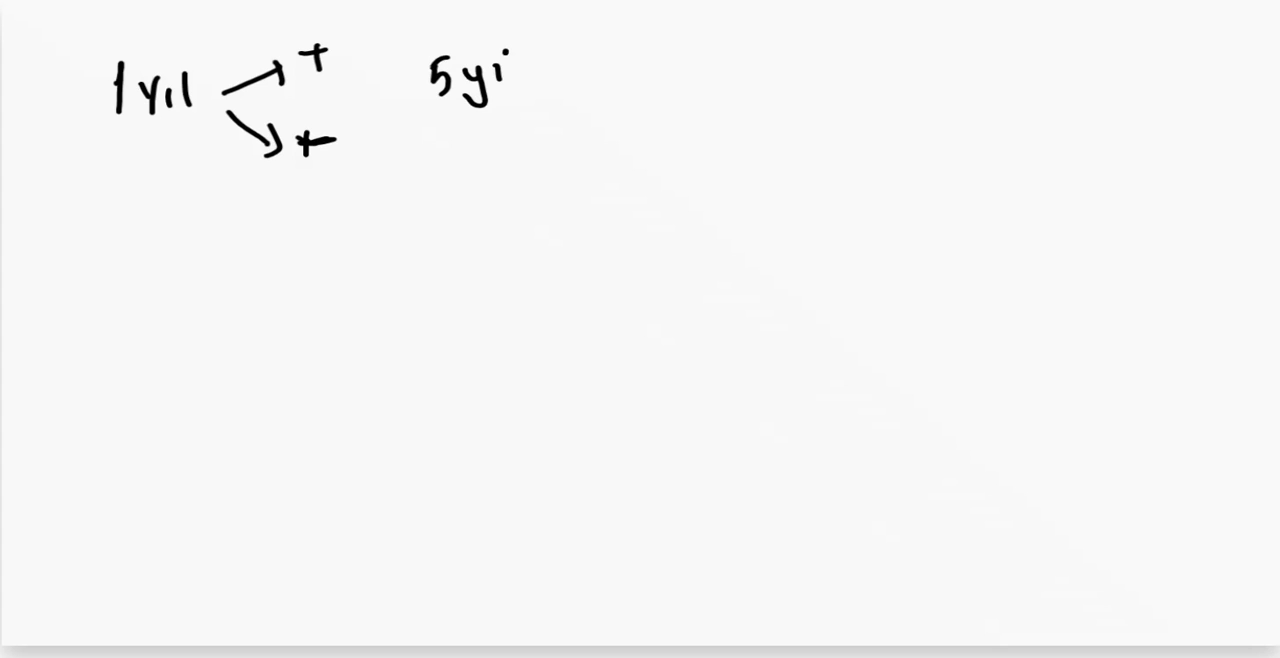 1 yıl → + 5 yi
→ +-